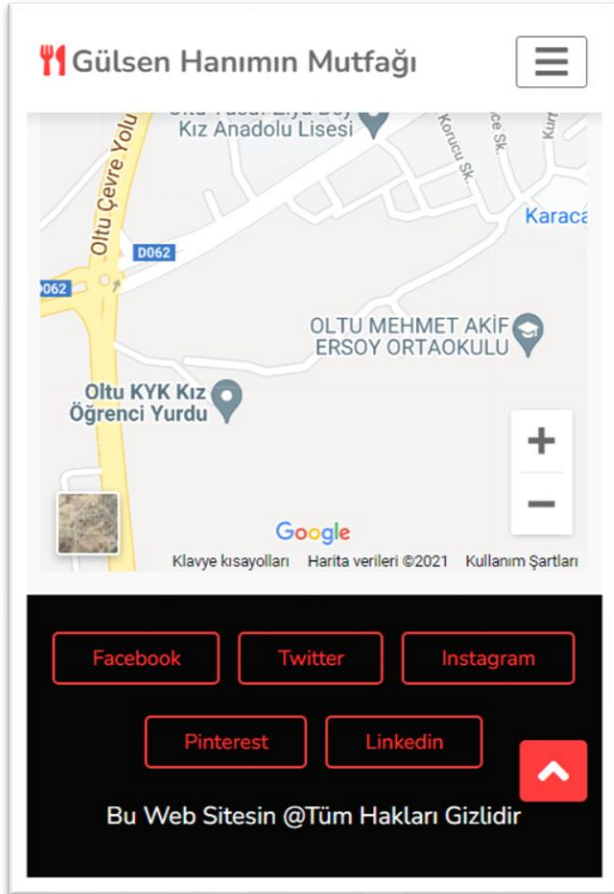 Gülsen Hanımın Mutfağı
Kız Anadolu Lisesi
Korucu Sk.
Oltu Çevre Yolu
Karaca
D062
D062
OLTU MEHMET AKİF
ERSOY ORTAOKULU
Oltu KYK Kız
Öğrenci Yurdu
+
−
Google
Klavye kısayolları Harita verileri ©2021 Kullanım Şartları
Facebook Twitter Instagram
Pinterest Linkedin
Bu Web Sitesin @Tüm Hakları Gizlidir